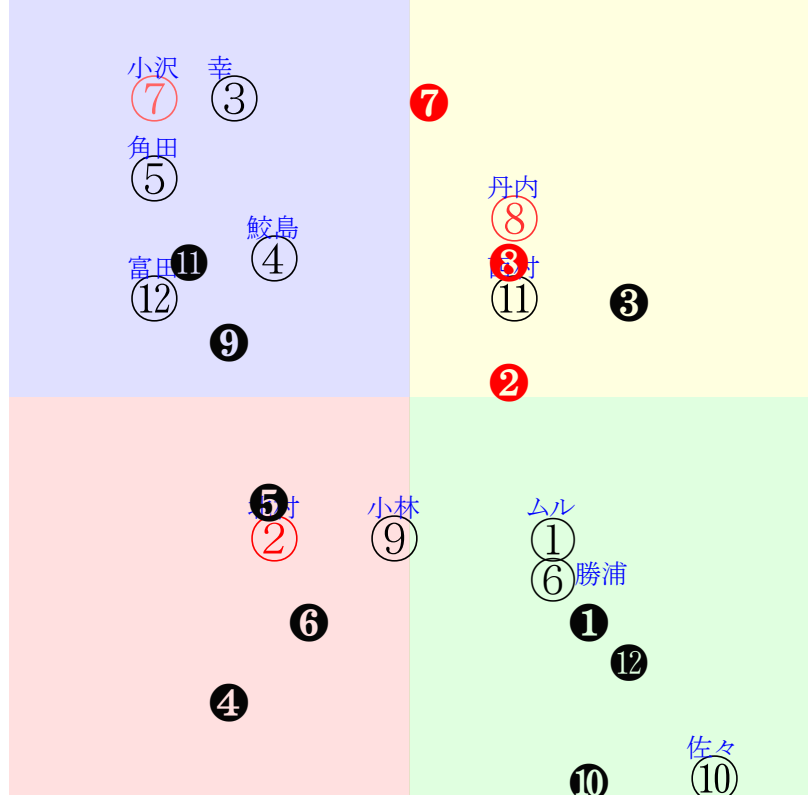 小沢 幸
⑦ ③ ❼
角田
⑤
丹内
⑧
鮫島
④
富田 ⓫ ❽
⑫ ⑪ ❸
❾ ❷
❺
小林 ムル
② ⑨ ①
⑥ 勝浦
❻ ❶
⓬
❹
佐々
❿ ⑩